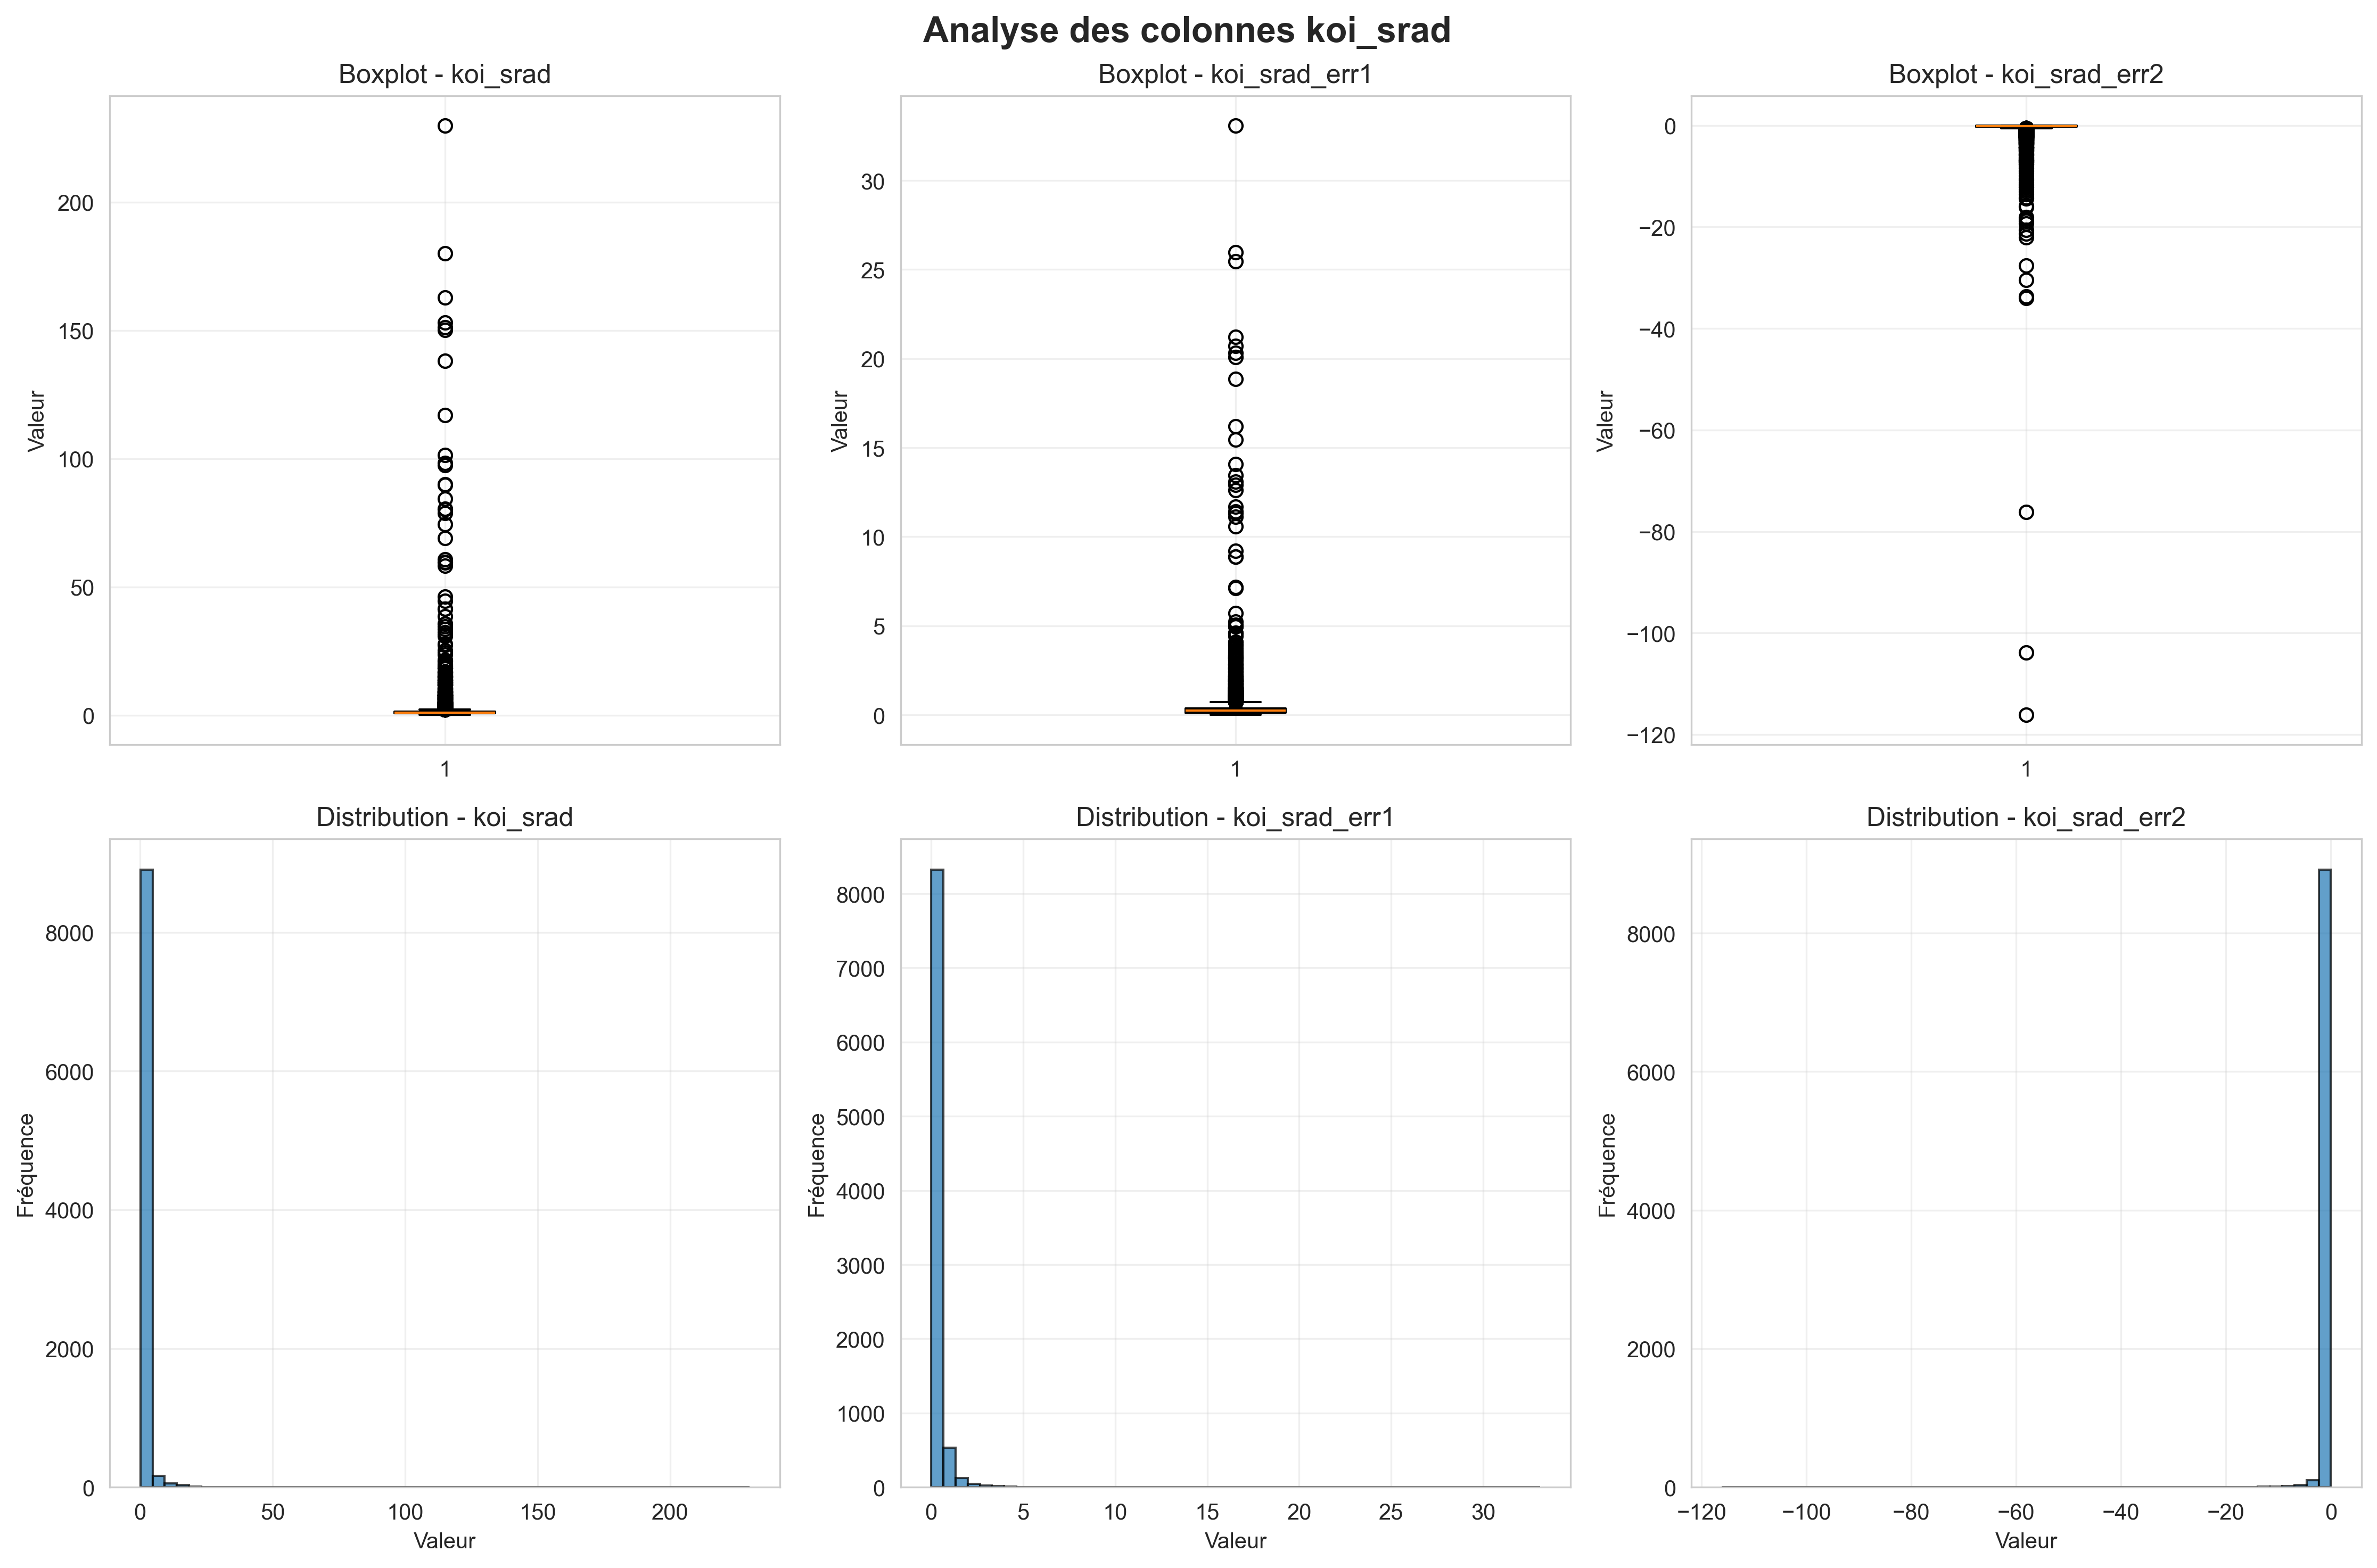 Analyse des colonnes koi_srad
Boxplot - koi_srad
Valeur
200
150
100
50
0
1
Boxplot - koi_srad_err1
Valeur
30
25
20
15
10
5
0
1
Boxplot - koi_srad_err2
Valeur
0
−20
−40
−60
−80
−100
−120
1
Distribution - koi_srad
Fréquence
8000
6000
4000
2000
0
0 50 100 150 200
Valeur
Distribution - koi_srad_err1
Fréquence
8000
7000
6000
5000
4000
3000
2000
1000
0
0 5 10 15 20 25 30
Valeur
Distribution - koi_srad_err2
Fréquence
8000
6000
4000
2000
0
−120 −100 −80 −60 −40 −20 0
Valeur